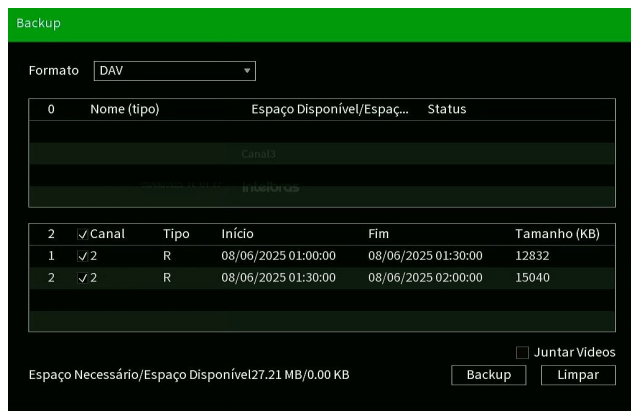 Backup
Formato DAV
0 Nome (tipo) Espaço Disponível/Espaç... Status
Canal3
intelbras
2 Canal Tipo Início Fim Tamanho (KB)
1 2 R 08/06/2025 01:00:00 08/06/2025 01:30:00 12832
2 2 R 08/06/2025 01:30:00 08/06/2025 02:00:00 15040
Juntar Vídeos
Espaço Necessário/Espaço Disponível27.21 MB/0.00 KB Backup Limpar